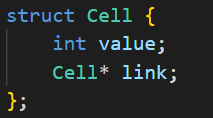 struct Cell {
    int value;
    Cell* link;
};